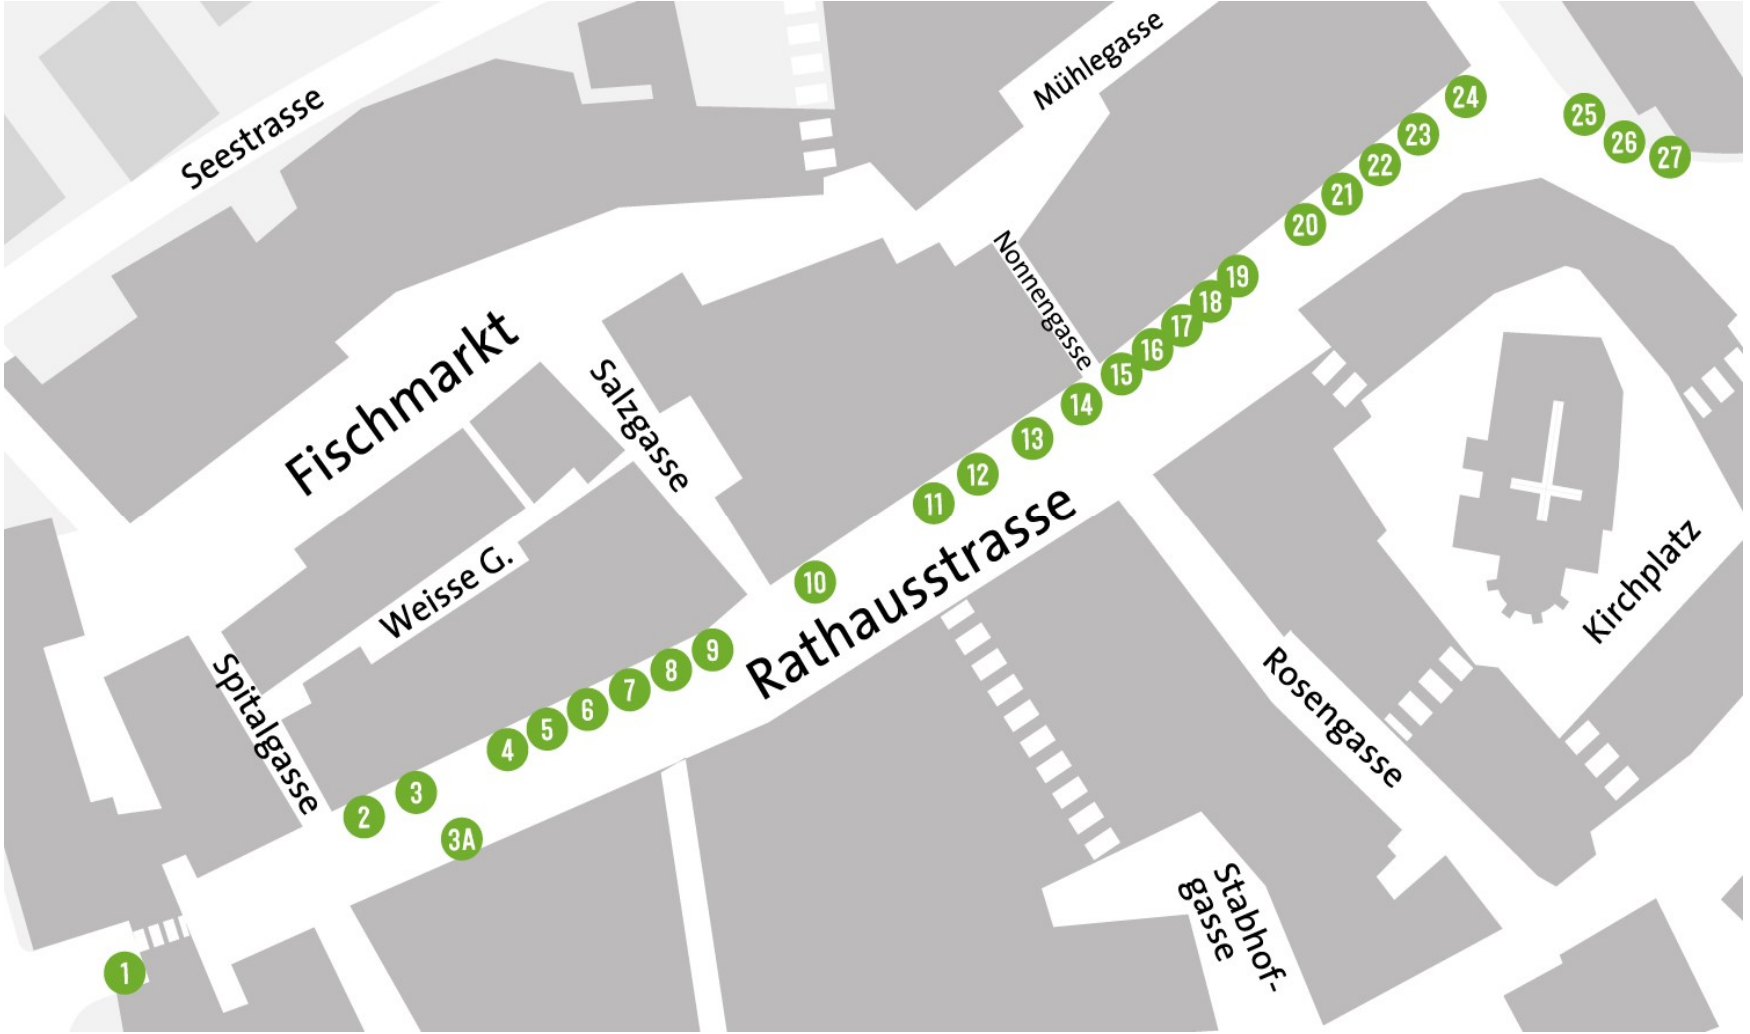 Mühlegasse
Seestrasse
24
25
23
26
27
22
21
20
Nonnengasse
19
18
17
16
15
14
Fischmarkt
Salzgasse
13
12
11
Rathausstrasse
10
Weisse G.
Kirchplatz
9
8
7
6
5
4
Spitalgasse
Rosengasse
3
2
3A
Stabhof-
gasse
1